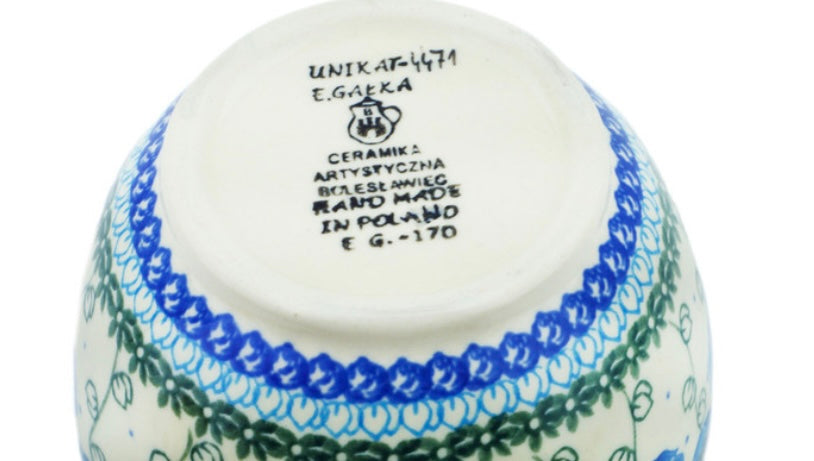 UNIKAT-4471
E. GAŁKA
B
CERAMIKA
ARTYSTYCZNA
BOLESŁAWIEC
HAND MADE
IN POLAND
E G.-170